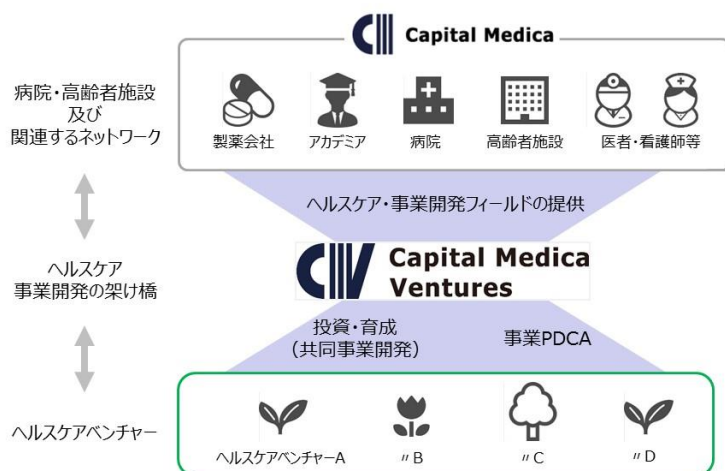 Capital Medica
病院・高齢者施設
及び
関連するネットワーク
製薬会社
アカデミア
病院
高齢者施設
医者・看護師等
ヘルスケア・事業開発フィールドの提供
ヘルスケア
事業開発の架け橋
CMV Capital Medica
Ventures
投資・育成
(共同事業開発)
事業PDCA
ヘルスケアベンチャー
ヘルスケアベンチャーA
〃B
〃C
〃D